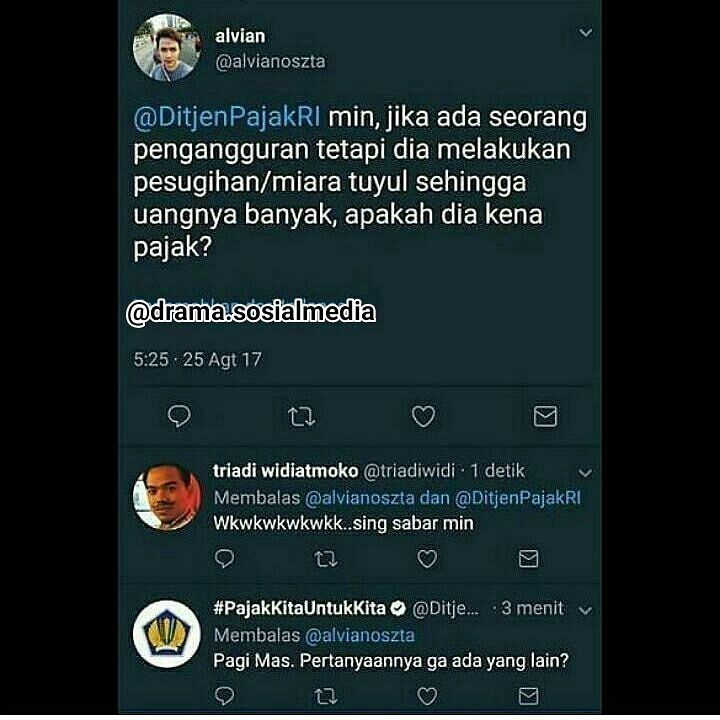 alvian
@alvianoszta
@DitjenPajakRI min, jika ada seorang
pengangguran tetapi dia melakukan
pesugihan/miara tuyul sehingga
uangnya banyak, apakah dia kena
pajak?
@drama.sosialmedia
5:25 · 25 Agt 17
triadi widiatmoko @triadiwidi · 1 detik
Membalas @alvianoszta dan @DitjenPajakRI
Wkwkwkwkwkk..sing sabar min
#PajakKitaUntukKita @Ditje... · 3 menit
Membalas @alvianoszta
Pagi Mas. Pertanyaannya ga ada yang lain?